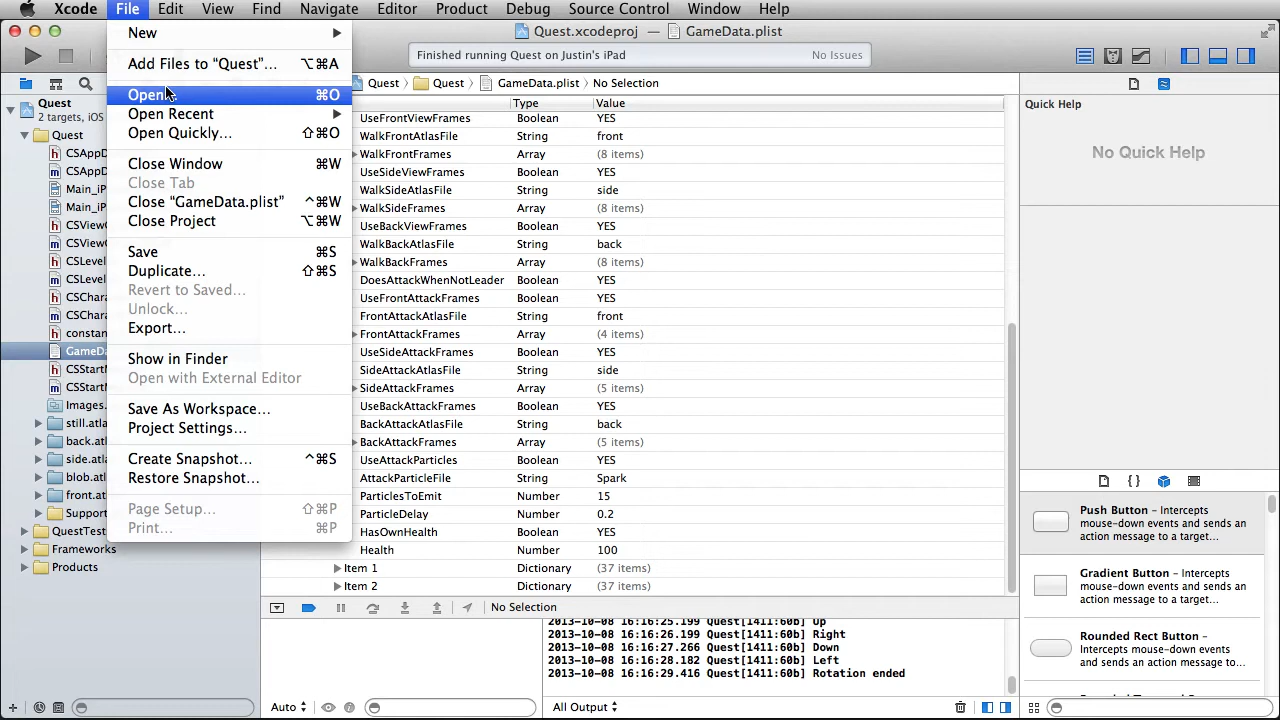 Xcode File Edit View Find Navigate Editor Product Debug Source Control Window Help
Quest.xcodeproj — GameData.plist
Finished running Quest on Justin's iPad No Issues
New
Add Files to “Quest”… ⌥⌘A
Open… ⌘O
Open Recent
Open Quickly… ⇧⌘O
Close Window ⌘W
Close Tab
Close “GameData.plist” ^⌘W
Close Project ⌥⌘W
Save ⌘S
Duplicate… ⇧⌘S
Revert to Saved…
Unlock…
Export…
Show in Finder
Open with External Editor
Save As Workspace…
Project Settings…
Create Snapshot… ^⌘S
Restore Snapshot…
Page Setup… ⇧⌘P
Print… ⌘P
Quest
2 targets, iOS
Quest
CSAppD
CSAppD
Main_iP
Main_iP
CSViewC
CSViewC
CSLevel
CSLevel
CSChara
CSChara
constan
GameDa
CSStartM
CSStartM
Images.
still.atla
back.atl
side.atla
blob.atla
front.at
Support
QuestTest
Frameworks
Products
Quest Quest GameData.plist No Selection
Type Value
UseFrontViewFrames Boolean YES
WalkFrontAtlasFile String front
WalkFrontFrames Array (8 items)
UseSideViewFrames Boolean YES
WalkSideAtlasFile String side
WalkSideFrames Array (8 items)
UseBackViewFrames Boolean YES
WalkBackAtlasFile String back
WalkBackFrames Array (8 items)
DoesAttackWhenNotLeader Boolean YES
UseFrontAttackFrames Boolean YES
FrontAttackAtlasFile String front
FrontAttackFrames Array (4 items)
UseSideAttackFrames Boolean YES
SideAttackAtlasFile String side
SideAttackFrames Array (5 items)
UseBackAttackFrames Boolean YES
BackAttackAtlasFile String back
BackAttackFrames Array (5 items)
UseAttackParticles Boolean YES
AttackParticleFile String Spark
ParticlesToEmit Number 15
ParticleDelay Number 0.2
HasOwnHealth Boolean YES
Health Number 100
Item 1 Dictionary (37 items)
Item 2 Dictionary (37 items)
No Selection
2013-10-08 16:16:25.199 Quest[1411:60b] Up
2013-10-08 16:16:26.199 Quest[1411:60b] Right
2013-10-08 16:16:27.266 Quest[1411:60b] Down
2013-10-08 16:16:28.182 Quest[1411:60b] Left
2013-10-08 16:16:29.416 Quest[1411:60b] Rotation ended
Auto
All Output
Quick Help
No Quick Help
Push Button – Intercepts
mouse-down events and sends an
action message to a target…
Gradient Button – Intercepts
mouse-down events and sends an
action message to a target…
Rounded Rect Button –
Intercepts mouse-down events
and sends an action message to…